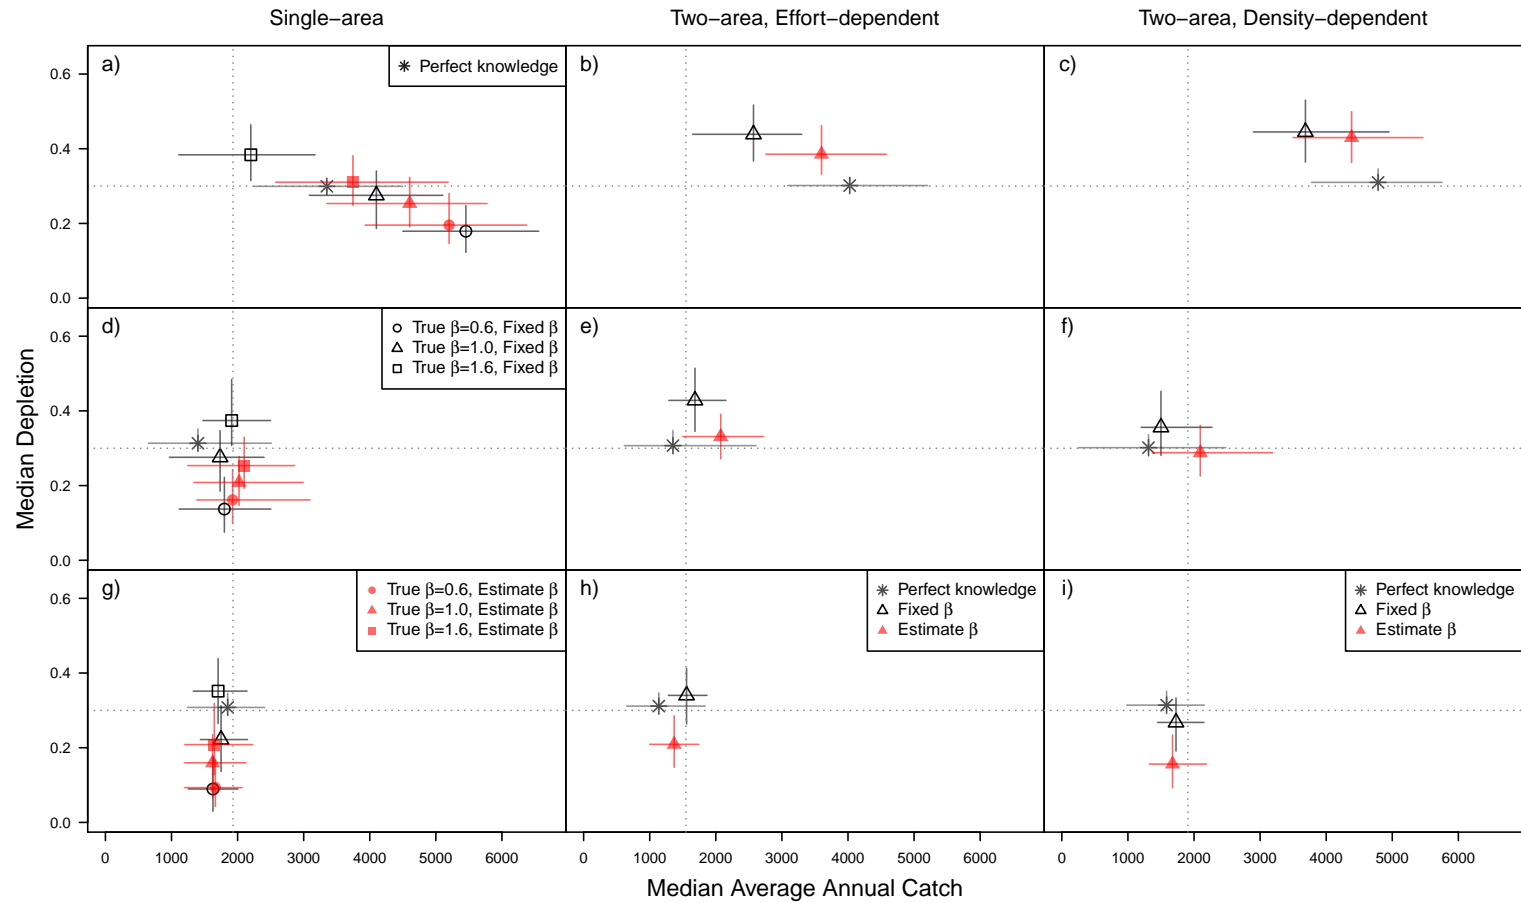 Single−area
Two−area, Effort−dependent
Two−area, Density−dependent
a)
Perfect knowledge
b)
c)
0.6
0.4
0.2
0.0
d)
True β=0.6, Fixed β
True β=1.0, Fixed β
True β=1.6, Fixed β
e)
f)
0.6
0.4
0.2
0.0
Median Depletion
g)
True β=0.6, Estimate β
True β=1.0, Estimate β
True β=1.6, Estimate β
h)
Perfect knowledge
Fixed β
Estimate β
i)
Perfect knowledge
Fixed β
Estimate β
0.6
0.4
0.2
0.0
0 1000 2000 3000 4000 5000 6000
0 1000 2000 3000 4000 5000 6000
0 1000 2000 3000 4000 5000 6000
Median Average Annual Catch